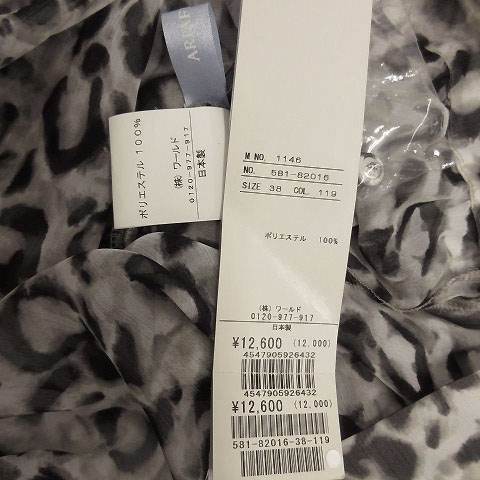 ポリエステル 100%
(株) ワールド
0120-977-917
日本製
M NO. 1146
NO. 581-82016
SIZE 38 COL. 119
ポリエステル 100%
(株) ワールド
0120-977-917
日本製
¥12,600 (12,000)
4547905926432
4547905926432
¥12,600 (12,000)
581-82016-38-119